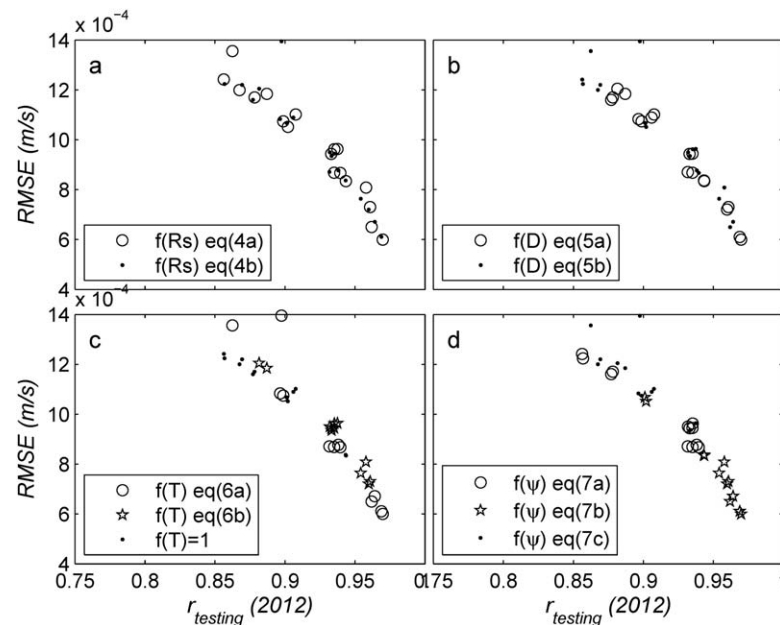 x 10⁻⁴
14
12
10
8
6
4
RMSE (m/s)
a
f(Rs) eq(4a)
f(Rs) eq(4b)
b
f(D) eq(5a)
f(D) eq(5b)
x 10⁻⁴
14
12
10
8
6
4
RMSE (m/s)
c
f(T) eq(6a)
f(T) eq(6b)
f(T)=1
0.75
0.8
0.85
0.9
0.95
r testing (2012)
d
f(ψ) eq(7a)
f(ψ) eq(7b)
f(ψ) eq(7c)
0.8
0.85
0.9
0.95
r testing (2012)